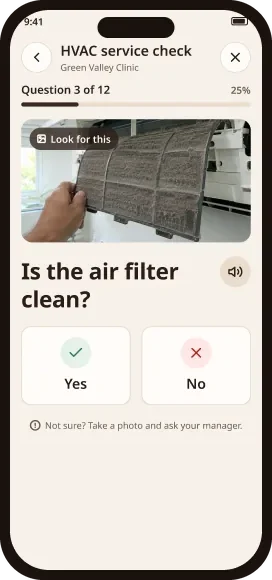 9:41
HVAC service check
Green Valley Clinic
Question 3 of 12
25%
Look for this
Is the air filter
clean?
Yes
No
Not sure? Take a photo and ask your manager.